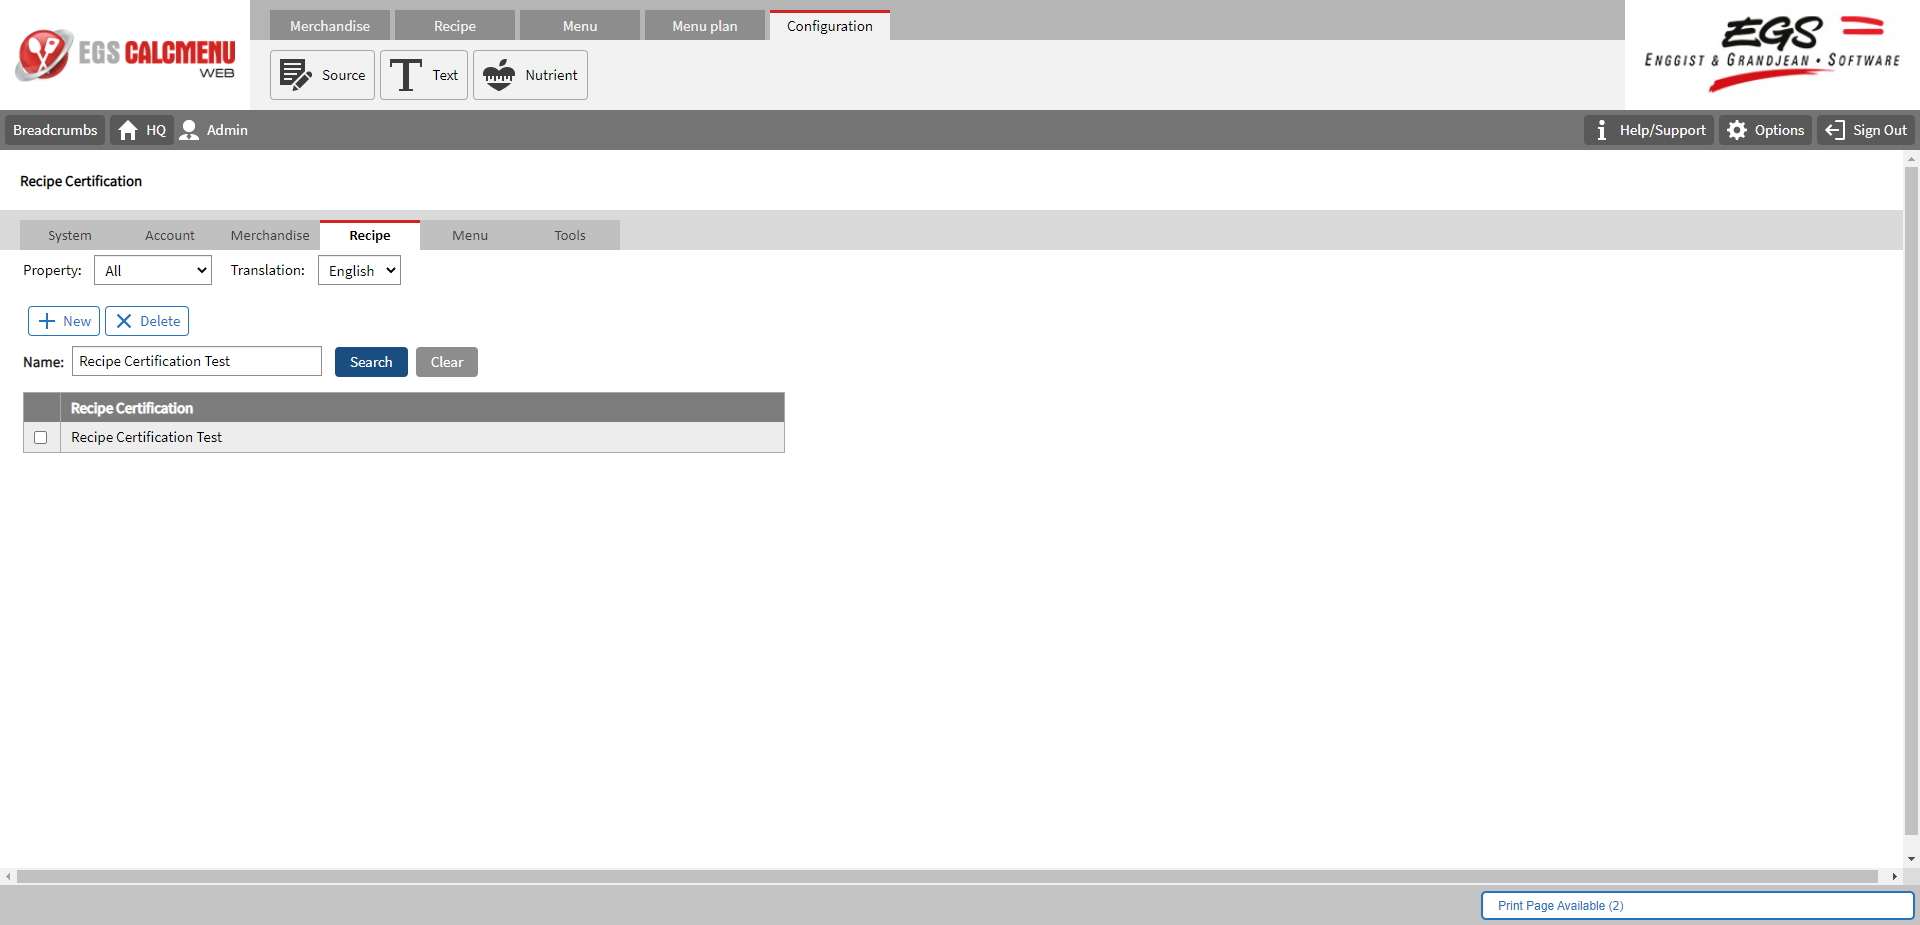 EGS CALCMENU
WEB
Merchandise Recipe Menu Menu plan Configuration
Source Text Nutrient
EGS
ENGGIST & GRANDJEAN • SOFTWARE
Breadcrumbs HQ Admin Help/Support Options Sign Out
Recipe Certification
System Account Merchandise Recipe Menu Tools
Property: All Translation: English
New Delete
Name: Recipe Certification Test Search Clear
Recipe Certification
Recipe Certification Test
Print Page Available (2)